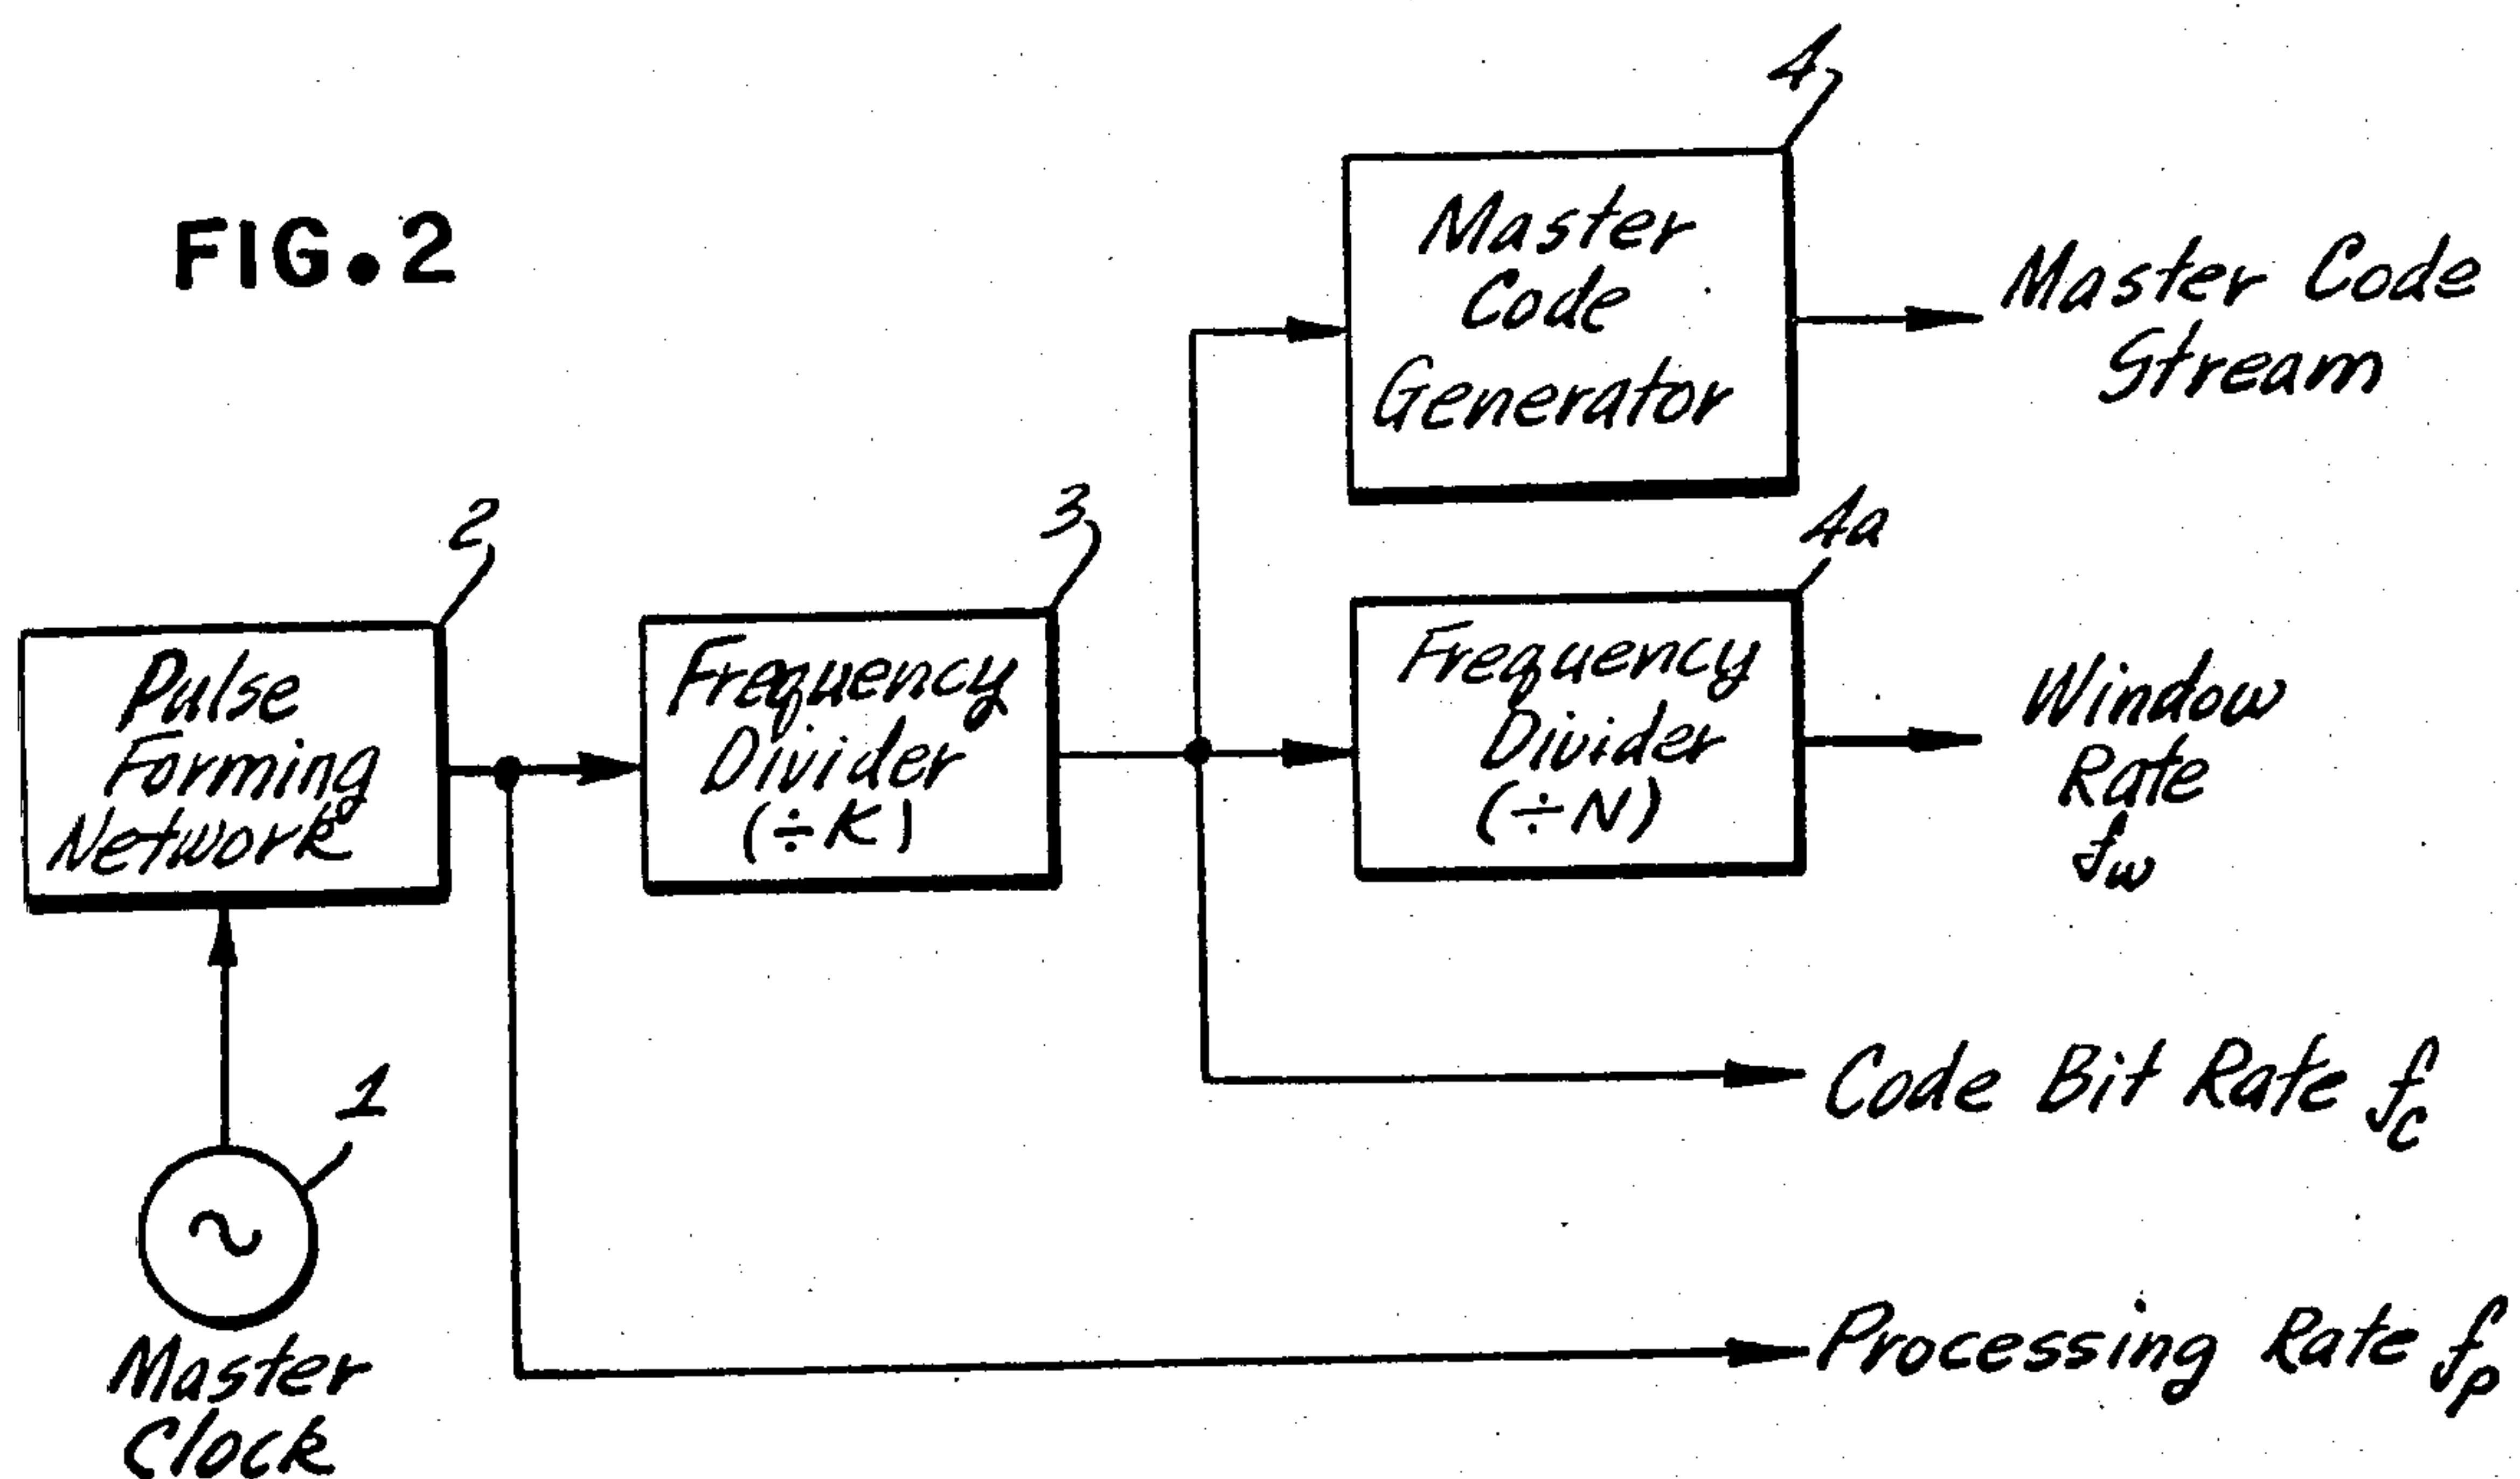 FIG. 2
4
Master
Code
Generator
Master Code
Stream
2
Pulse
Forming
Network
3
Frequency
Divider
(÷K)
4a
Frequency
Divider
(÷N)
Window
Rate
fw
Code Bit Rate fc
1
Master
Clock
Processing Rate fp